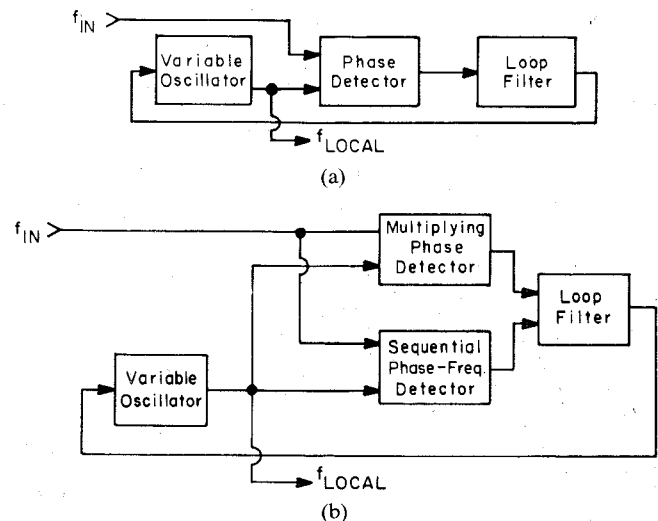 f_IN
Variable
Oscillator
Phase
Detector
Loop
Filter
f_LOCAL
(a)
f_IN
Multiplying
Phase
Detector
Loop
Filter
Sequential
Phase-Freq.
Detector
Variable
Oscillator
f_LOCAL
(b)